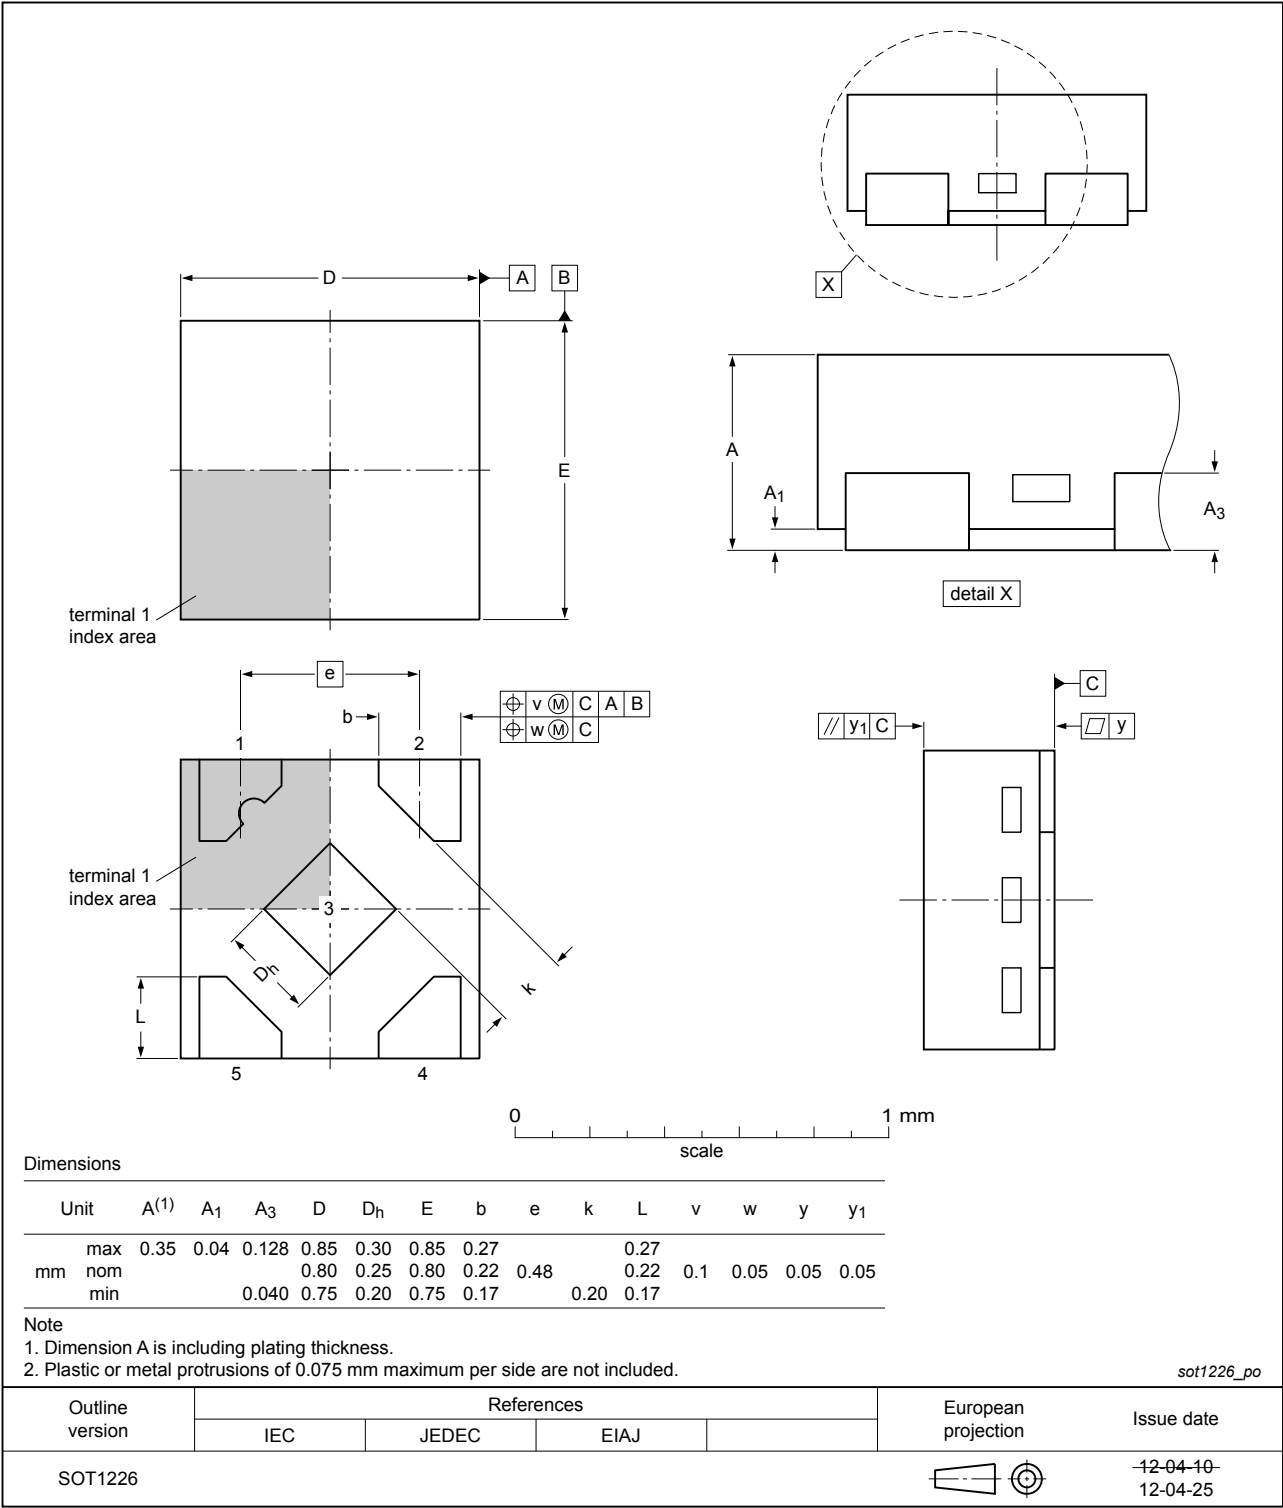 X
D
A
B
E
A
A1
A3
detail X
terminal 1
index area
e
b
v M C A B
w M C
1
2
C
// y1 C
y
terminal 1
index area
3
Dh
k
L
5
4
0
1 mm
scale
Dimensions
Unit A(1) A1 A3 D Dh E b e k L v w y y1
max 0.35 0.04 0.128 0.85 0.30 0.85 0.27 0.27
mm nom 0.80 0.25 0.80 0.22 0.48 0.22 0.1 0.05 0.05 0.05
min 0.040 0.75 0.20 0.75 0.17 0.20 0.17
Note
1. Dimension A is including plating thickness.
2. Plastic or metal protrusions of 0.075 mm maximum per side are not included.
sot1226_po
Outline
version
References
IEC
JEDEC
EIAJ
European
projection
Issue date
SOT1226
12-04-10
12-04-25